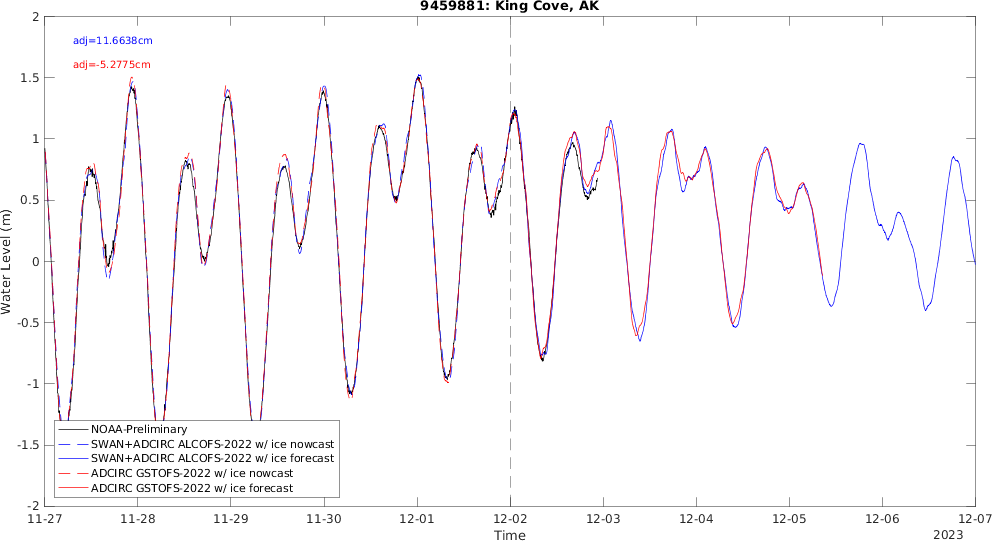 9459881: King Cove, AK
adj=11.6638cm
adj=-5.2775cm
Water Level (m)
2
1.5
1
0.5
0
-0.5
-1
-1.5
-2
NOAA-Preliminary
SWAN+ADCIRC ALCOFS-2022 w/ ice nowcast
SWAN+ADCIRC ALCOFS-2022 w/ ice forecast
ADCIRC GSTOFS-2022 w/ ice nowcast
ADCIRC GSTOFS-2022 w/ ice forecast
11-27 11-28 11-29 11-30 12-01 12-02 12-03 12-04 12-05 12-06 12-07
Time
2023